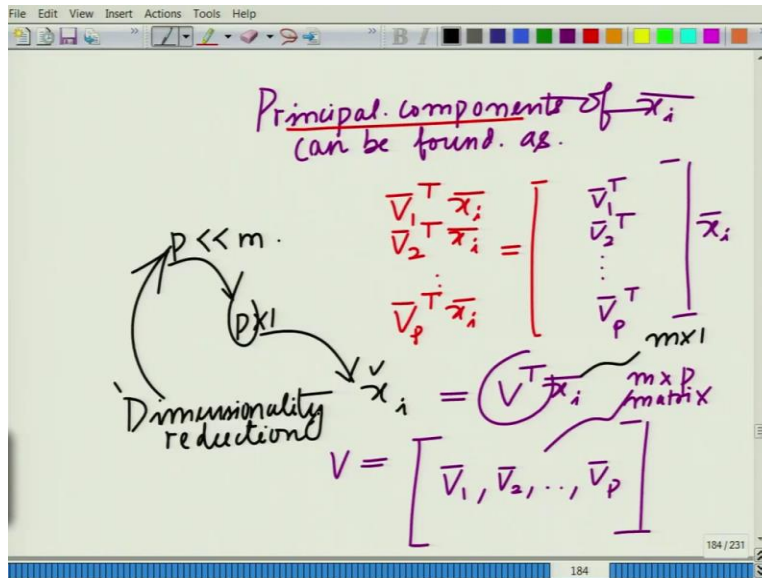 File Edit View Insert Actions Tools Help
B I
Principal components of x̄ᵢ
can be found. as.
V̄₁ᵀ x̄ᵢ
V̄₂ᵀ x̄ᵢ
⋮
V̄ₚᵀ x̄ᵢ
=
V̄₁ᵀ
V̄₂ᵀ
⋮
V̄ₚᵀ
x̄ᵢ
p << m.
p×1
m×1
x̌ᵢ = Vᵀ x̄ᵢ
m×p
matrix
Dimensionality
reduction
V = [ V̄₁, V̄₂, .., V̄ₚ ]
184/231
184